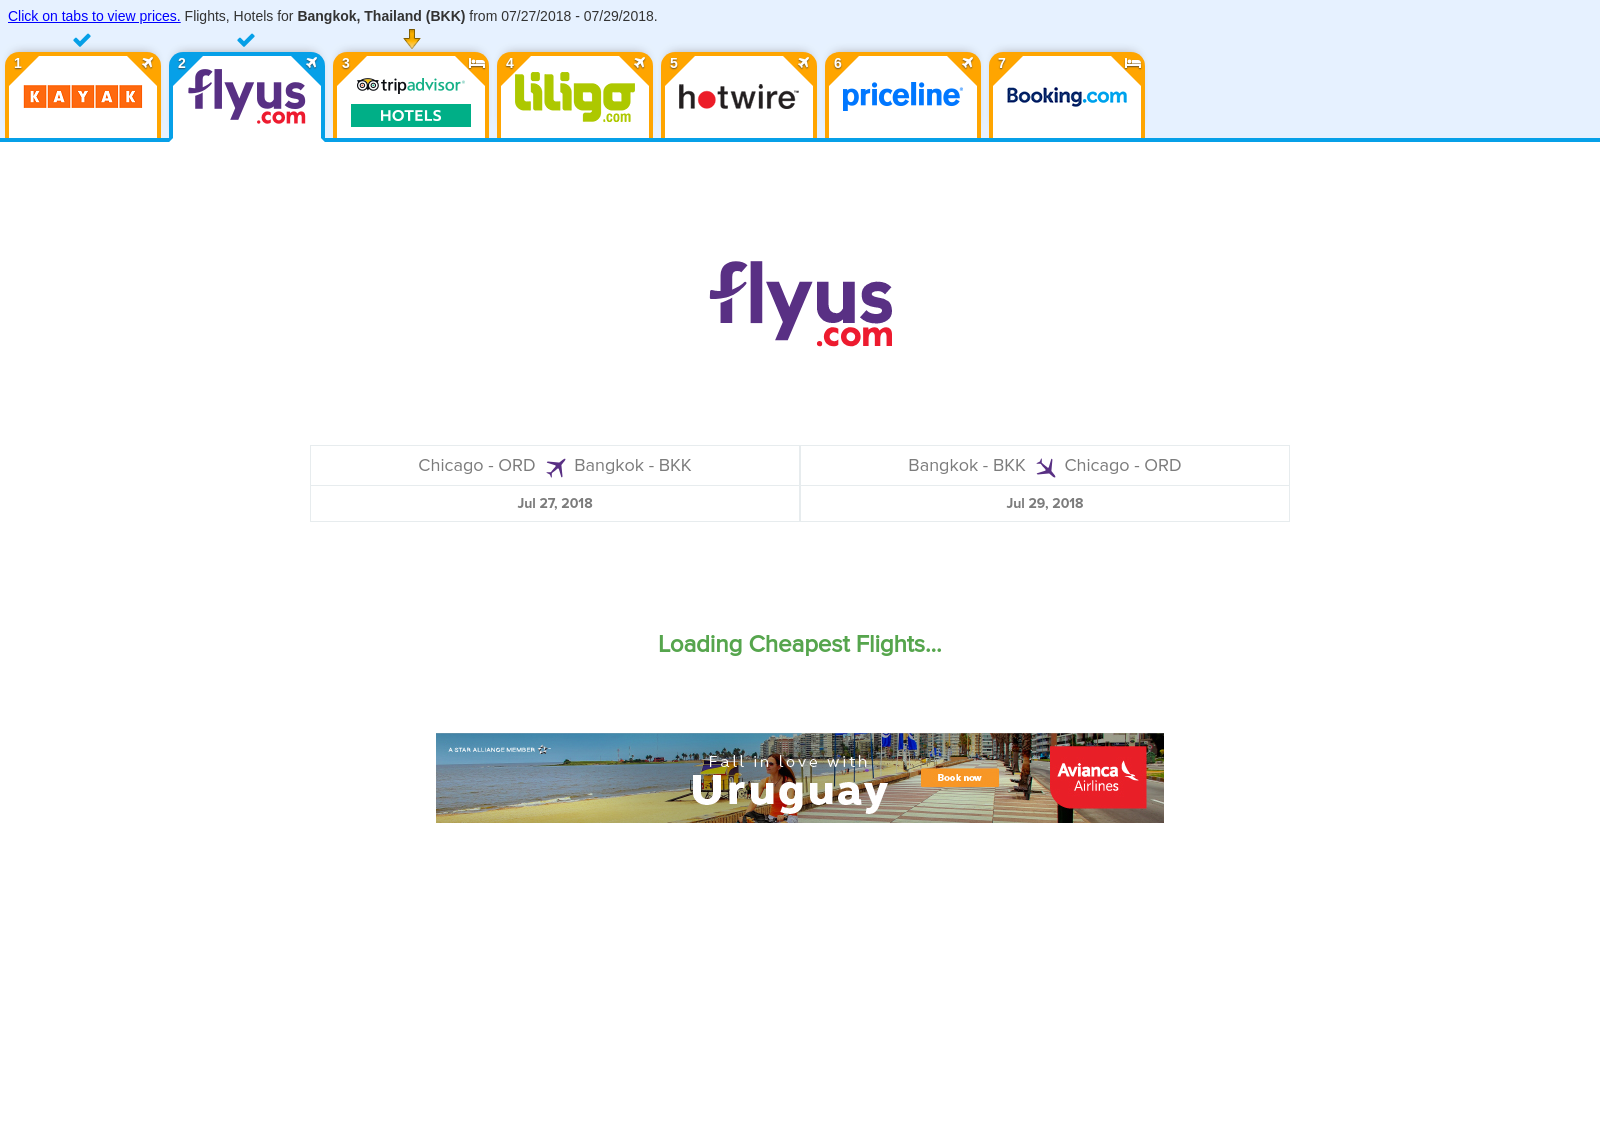 Click on tabs to view prices. Flights, Hotels for Bangkok, Thailand (BKK) from 07/27/2018 - 07/29/2018.
1 2 3 4 5 6 7
KAYAK
flyus.com
tripadvisor®
HOTELS
liligo.com
hotwire™
priceline®
Booking.com
flyus
.com
Chicago - ORD Bangkok - BKK
Jul 27, 2018
Bangkok - BKK Chicago - ORD
Jul 29, 2018
Loading Cheapest Flights...
A STAR ALLIANCE MEMBER
Fall in love with
Uruguay
Book now
Avianca
Airlines